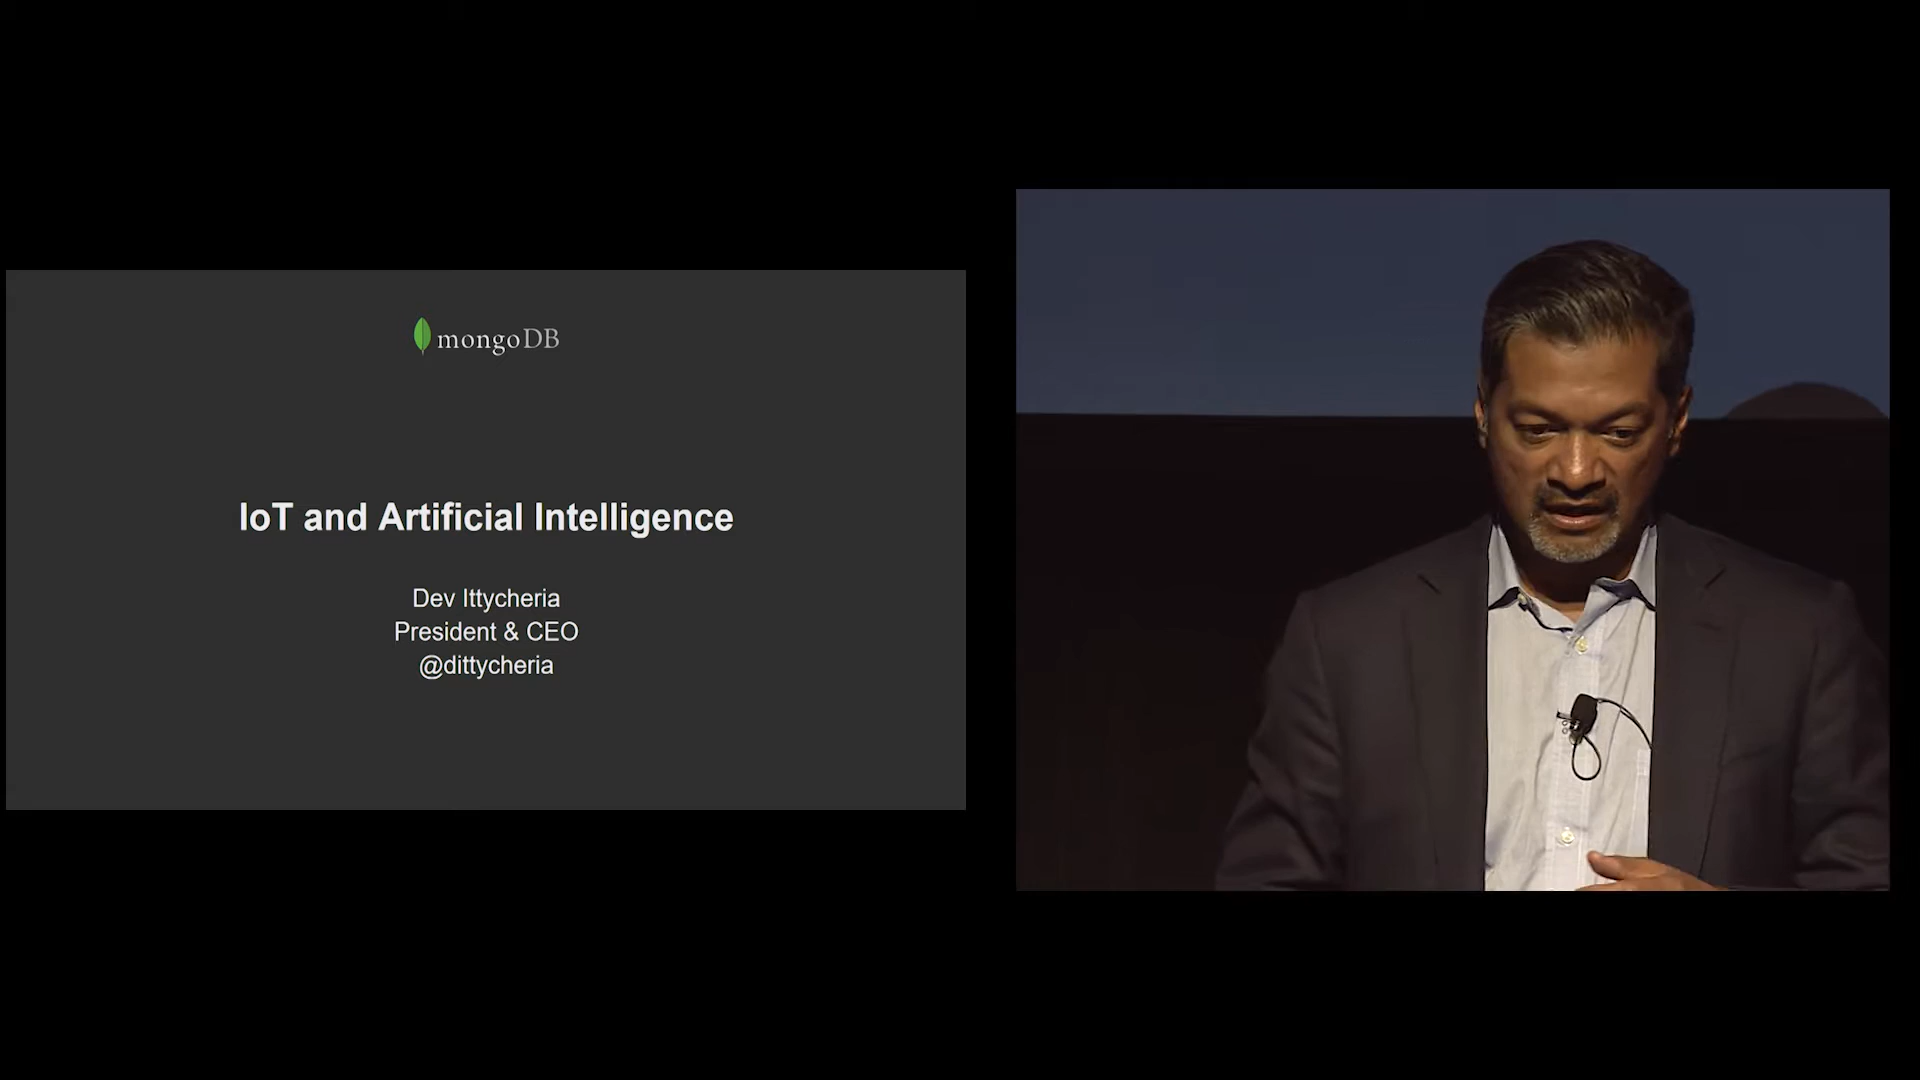 mongoDB
IoT and Artificial Intelligence
Dev Ittycheria
President & CEO
@dittycheria